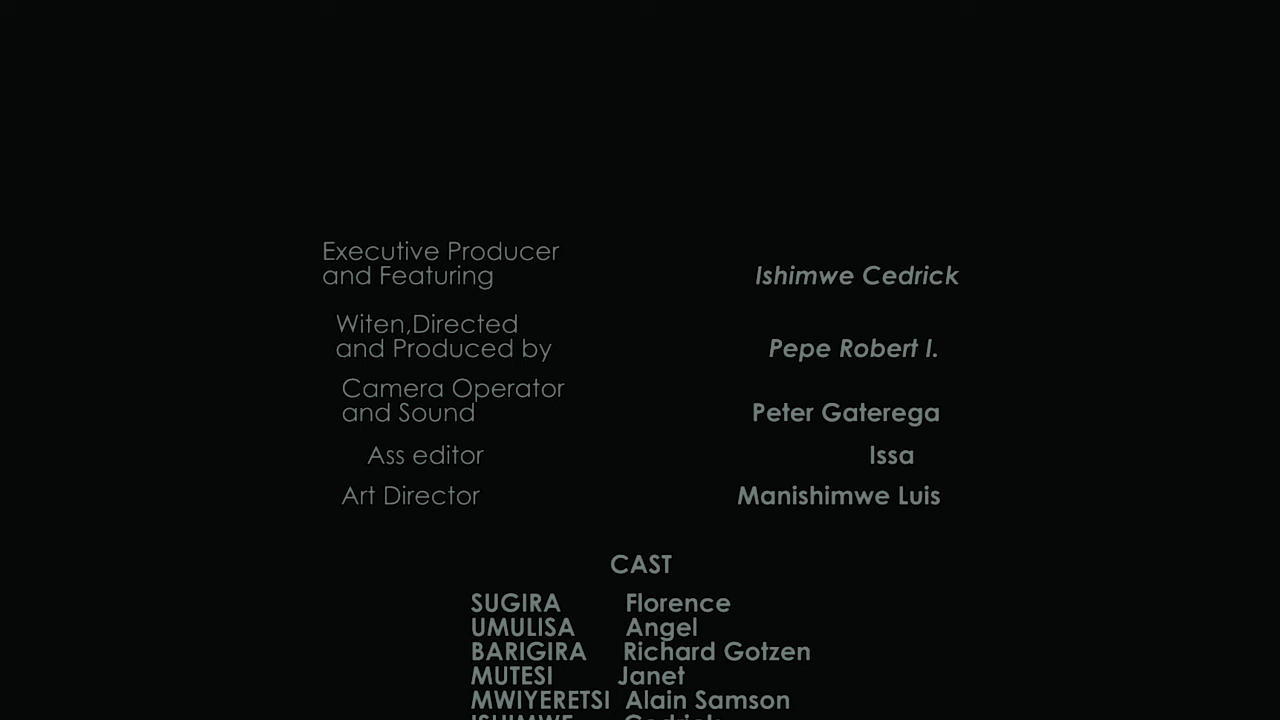 Executive Producer
and Featuring Ishimwe Cedrick
Witen,Directed
and Produced by Pepe Robert I.
Camera Operator
and Sound Peter Gaterega
Ass editor Issa
Art Director Manishimwe Luis
CAST
SUGIRA Florence
UMULISA Angel
BARIGIRA Richard Gotzen
MUTESI Janet
MWIYERETSI Alain Samson
ISHIMWE Cedrick